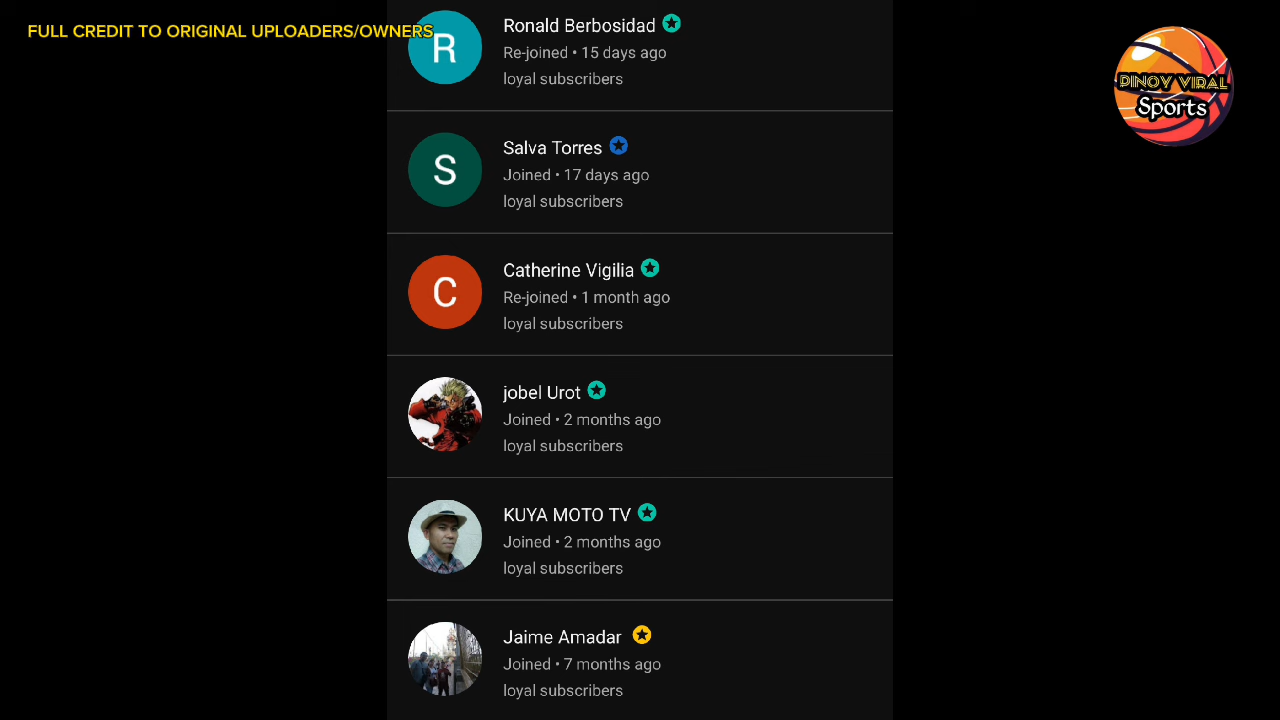 FULL CREDIT TO ORIGINAL UPLOADERS/OWNERS
PINOY VIRAL
Sports
R
Ronald Berbosidad
Re-joined • 15 days ago
loyal subscribers
S
Salva Torres
Joined • 17 days ago
loyal subscribers
C
Catherine Vigilia
Re-joined • 1 month ago
loyal subscribers
jobel Urot
Joined • 2 months ago
loyal subscribers
KUYA MOTO TV
Joined • 2 months ago
loyal subscribers
Jaime Amadar
Joined • 7 months ago
loyal subscribers